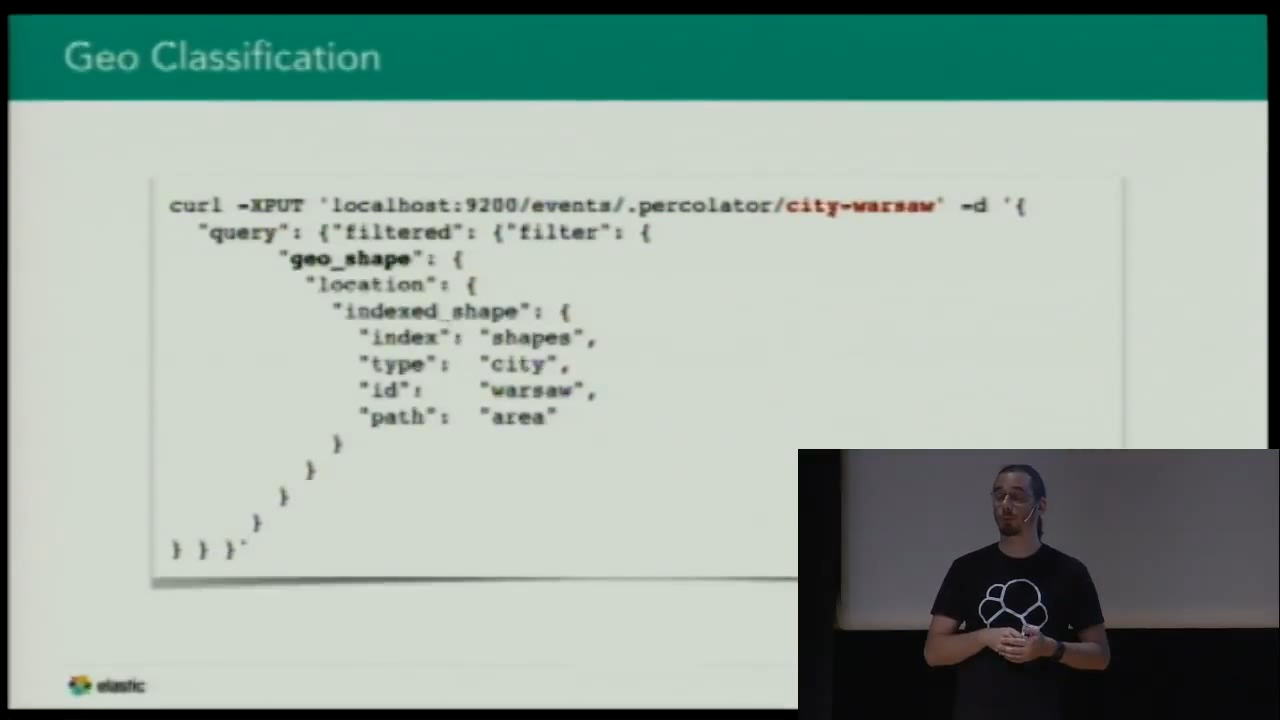 Geo Classification
curl -XPUT 'localhost:9200/events/.percolator/city-warsaw' -d '{
"query": {"filtered": {"filter": {
"geo_shape": {
"location": {
"indexed_shape": {
"index": "shapes",
"type": "city",
"id": "warsaw",
"path": "area"
}
}
}
}
} } }'
elastic